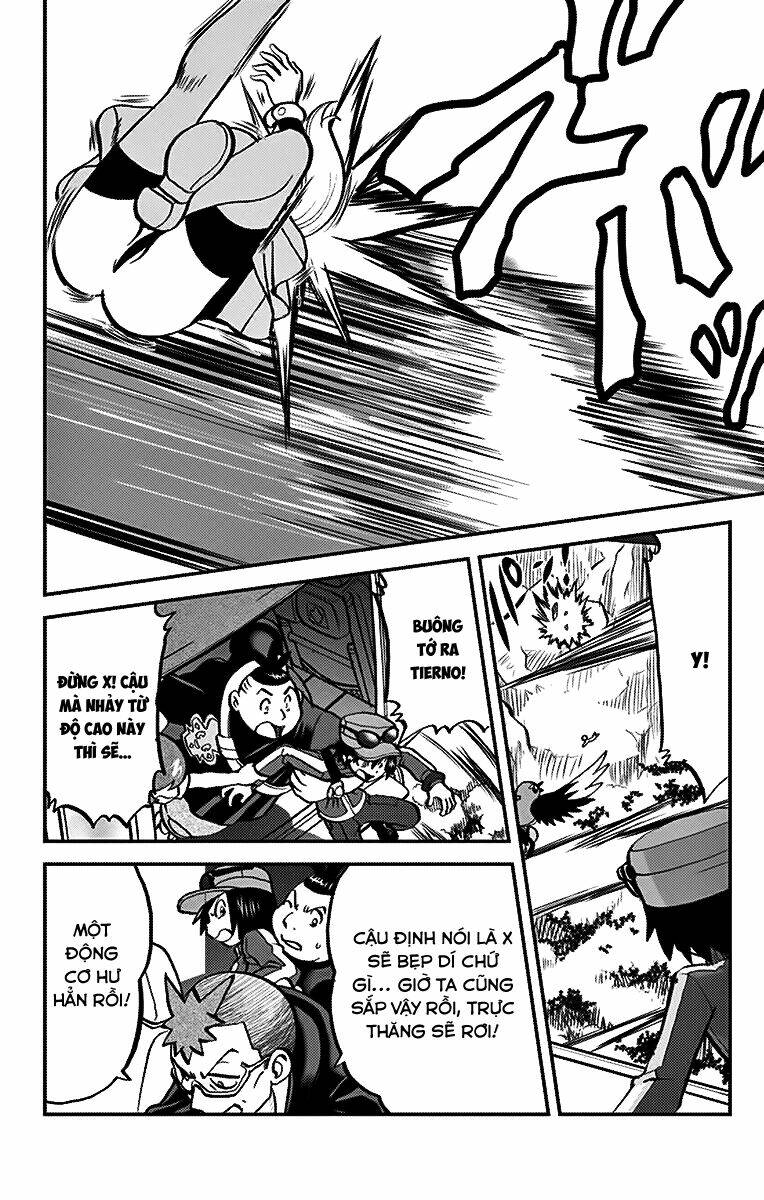 Y!
BUÔNG
TỚ RA
TIERNO!
ĐỪNG X! CẬU
MÀ NHẢY TỪ
ĐỘ CAO NÀY
THÌ SẼ...
CẬU ĐỊNH NÓI LÀ X
SẼ BẸP DÍ CHỨ
GÌ... GIỜ TA CŨNG
SẮP VẬY RỒI, TRỰC
THĂNG SẼ RƠI!
MỘT
ĐỘNG
CƠ HƯ
HẲN RỒI!